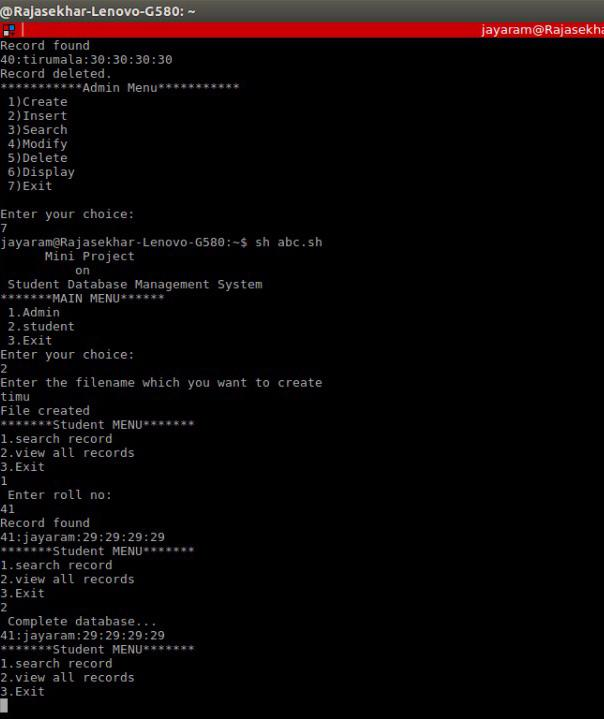 @Rajasekhar-Lenovo-G580: ~
jayaram@Rajasekha
Record found
40:tirumala:30:30:30:30
Record deleted.
***********Admin Menu***********
1)Create
2)Insert
3)Search
4)Modify
5)Delete
6)Display
7)Exit
Enter your choice:
7
jayaram@Rajasekhar-Lenovo-G580:~$ sh abc.sh
Mini Project
on
Student Database Management System
*******MAIN MENU******
1.Admin
2.student
3.Exit
Enter your choice:
2
Enter the filename which you want to create
timu
File created
*******Student MENU*******
1.search record
2.view all records
3.Exit
1
Enter roll no:
41
Record found
41:jayaram:29:29:29:29
*******Student MENU*******
1.search record
2.view all records
3.Exit
2
Complete database...
41:jayaram:29:29:29:29
*******Student MENU*******
1.search record
2.view all records
3.Exit